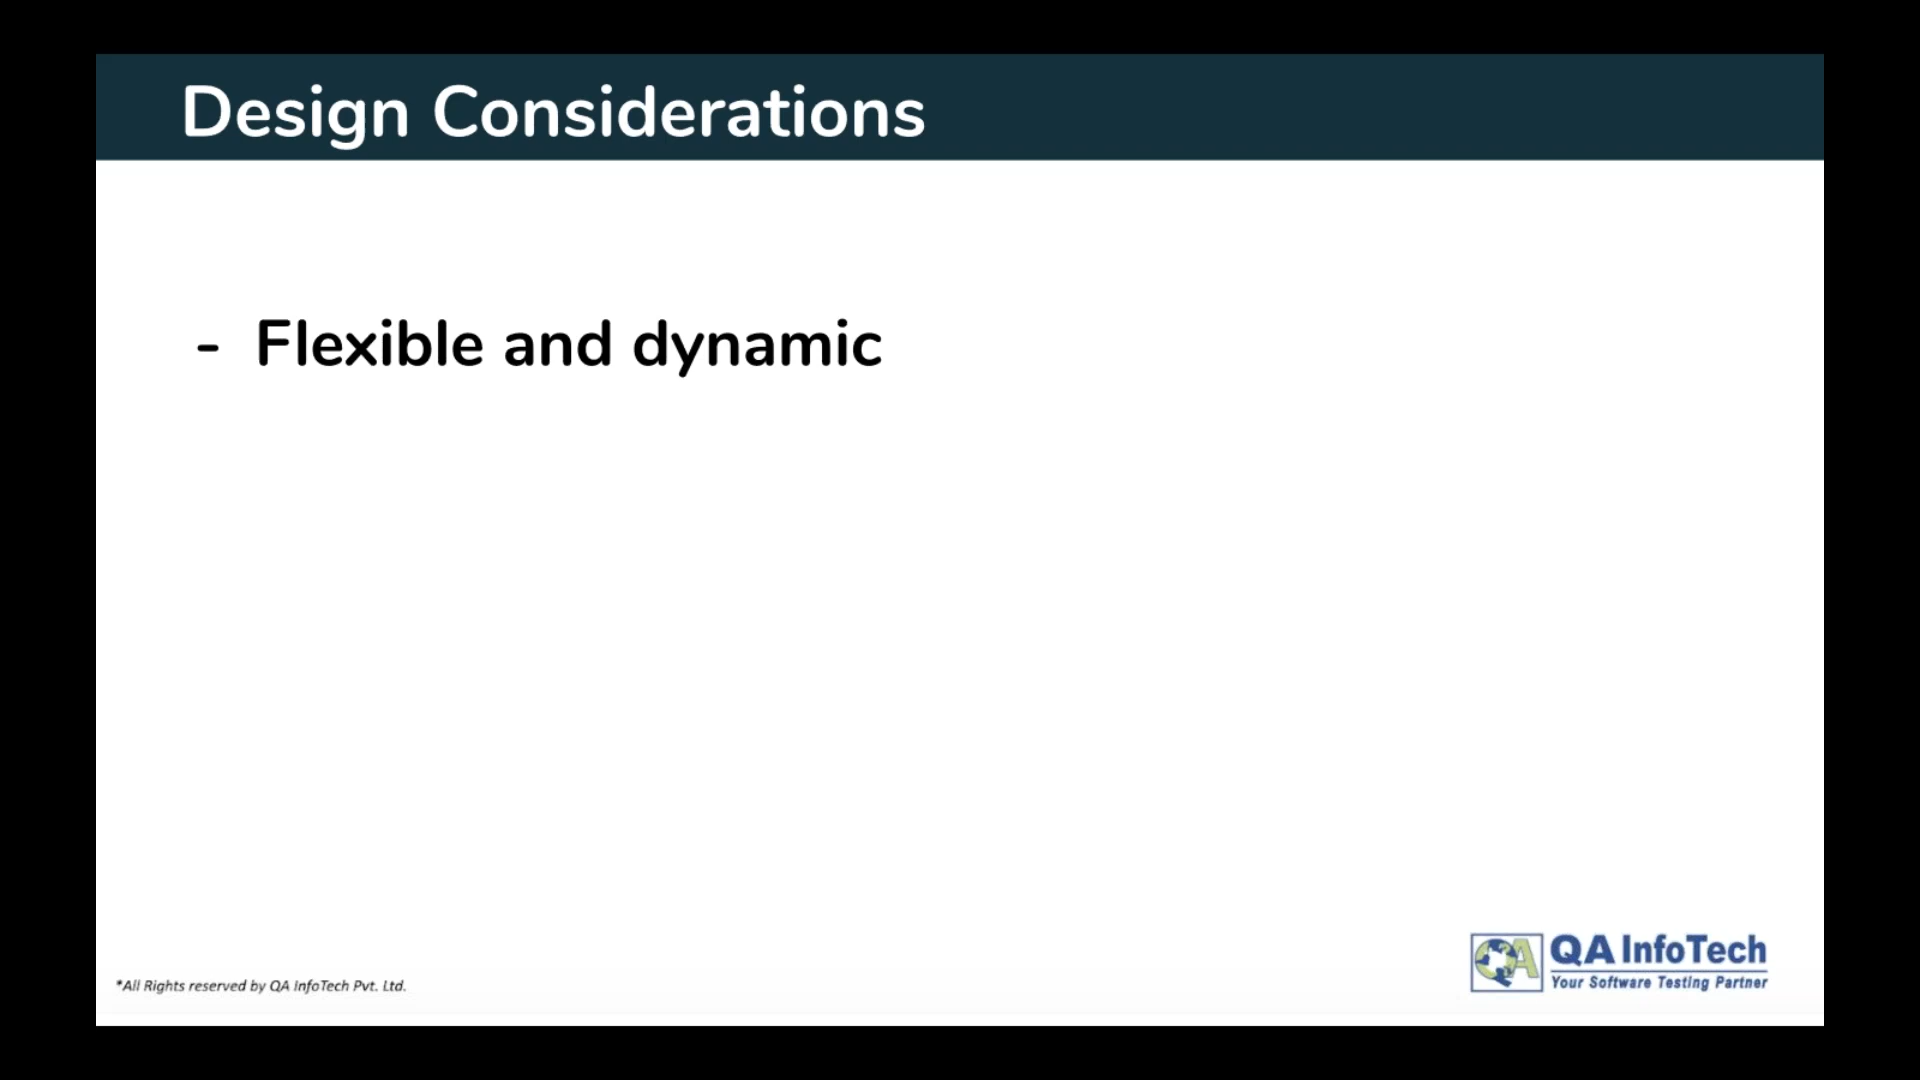 Design Considerations
- Flexible and dynamic
*All Rights reserved by QA InfoTech Pvt. Ltd.
QA
QA InfoTech
Your Software Testing Partner